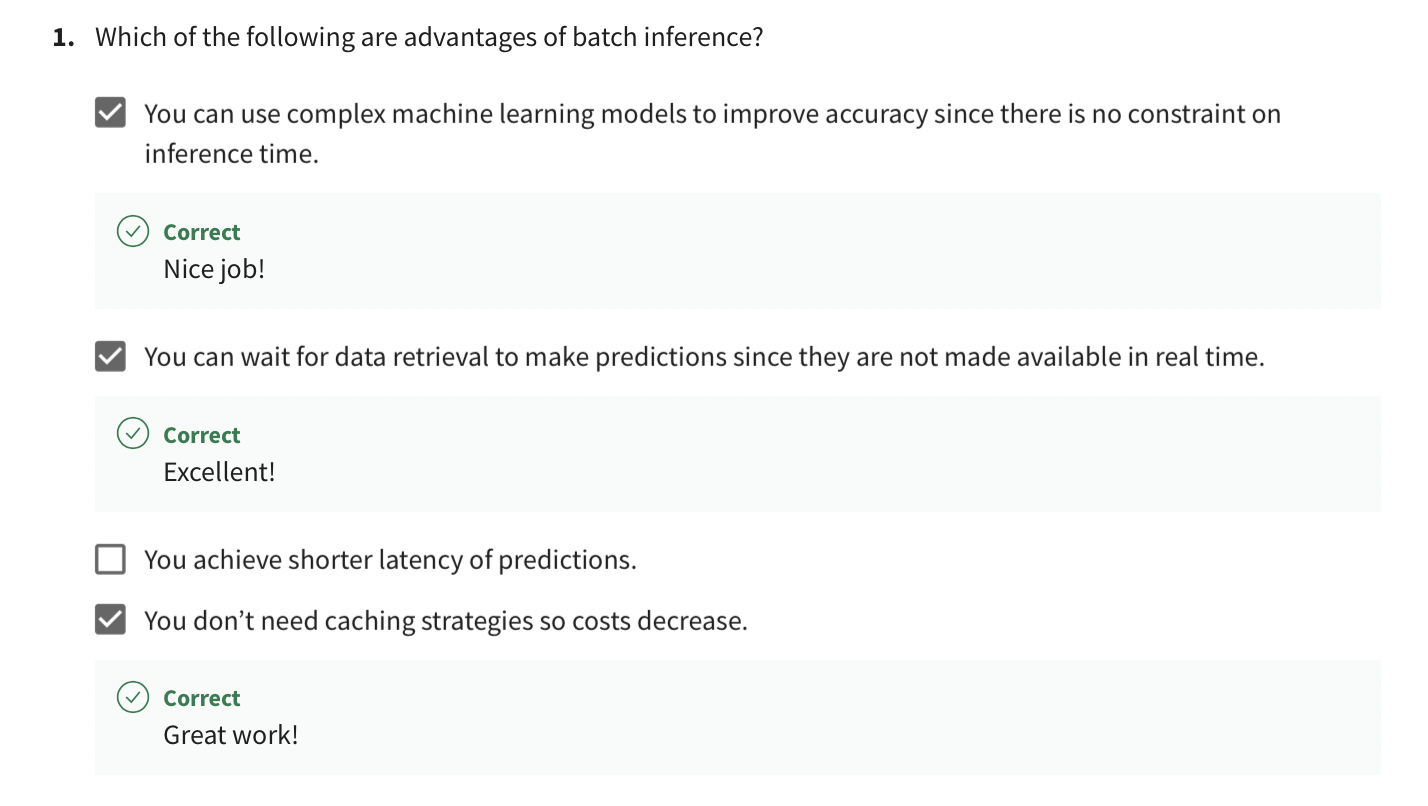 1. Which of the following are advantages of batch inference?
You can use complex machine learning models to improve accuracy since there is no constraint on
inference time.
Correct
Nice job!
You can wait for data retrieval to make predictions since they are not made available in real time.
Correct
Excellent!
You achieve shorter latency of predictions.
You don’t need caching strategies so costs decrease.
Correct
Great work!